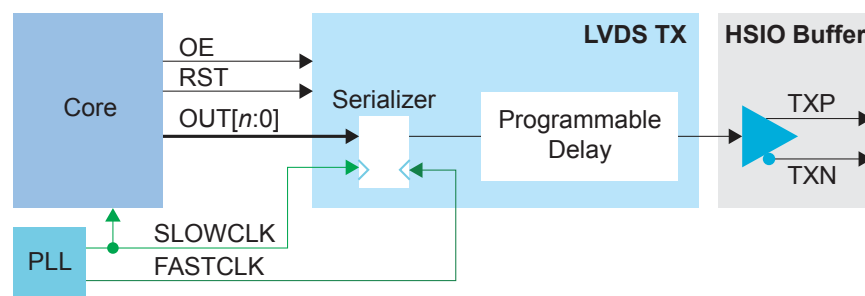 LVDS TX
HSIO Buffer
OE
RST
Core
OUT[n:0]
Serializer
Programmable
Delay
TXP
TXN
SLOWCLK
FASTCLK
PLL